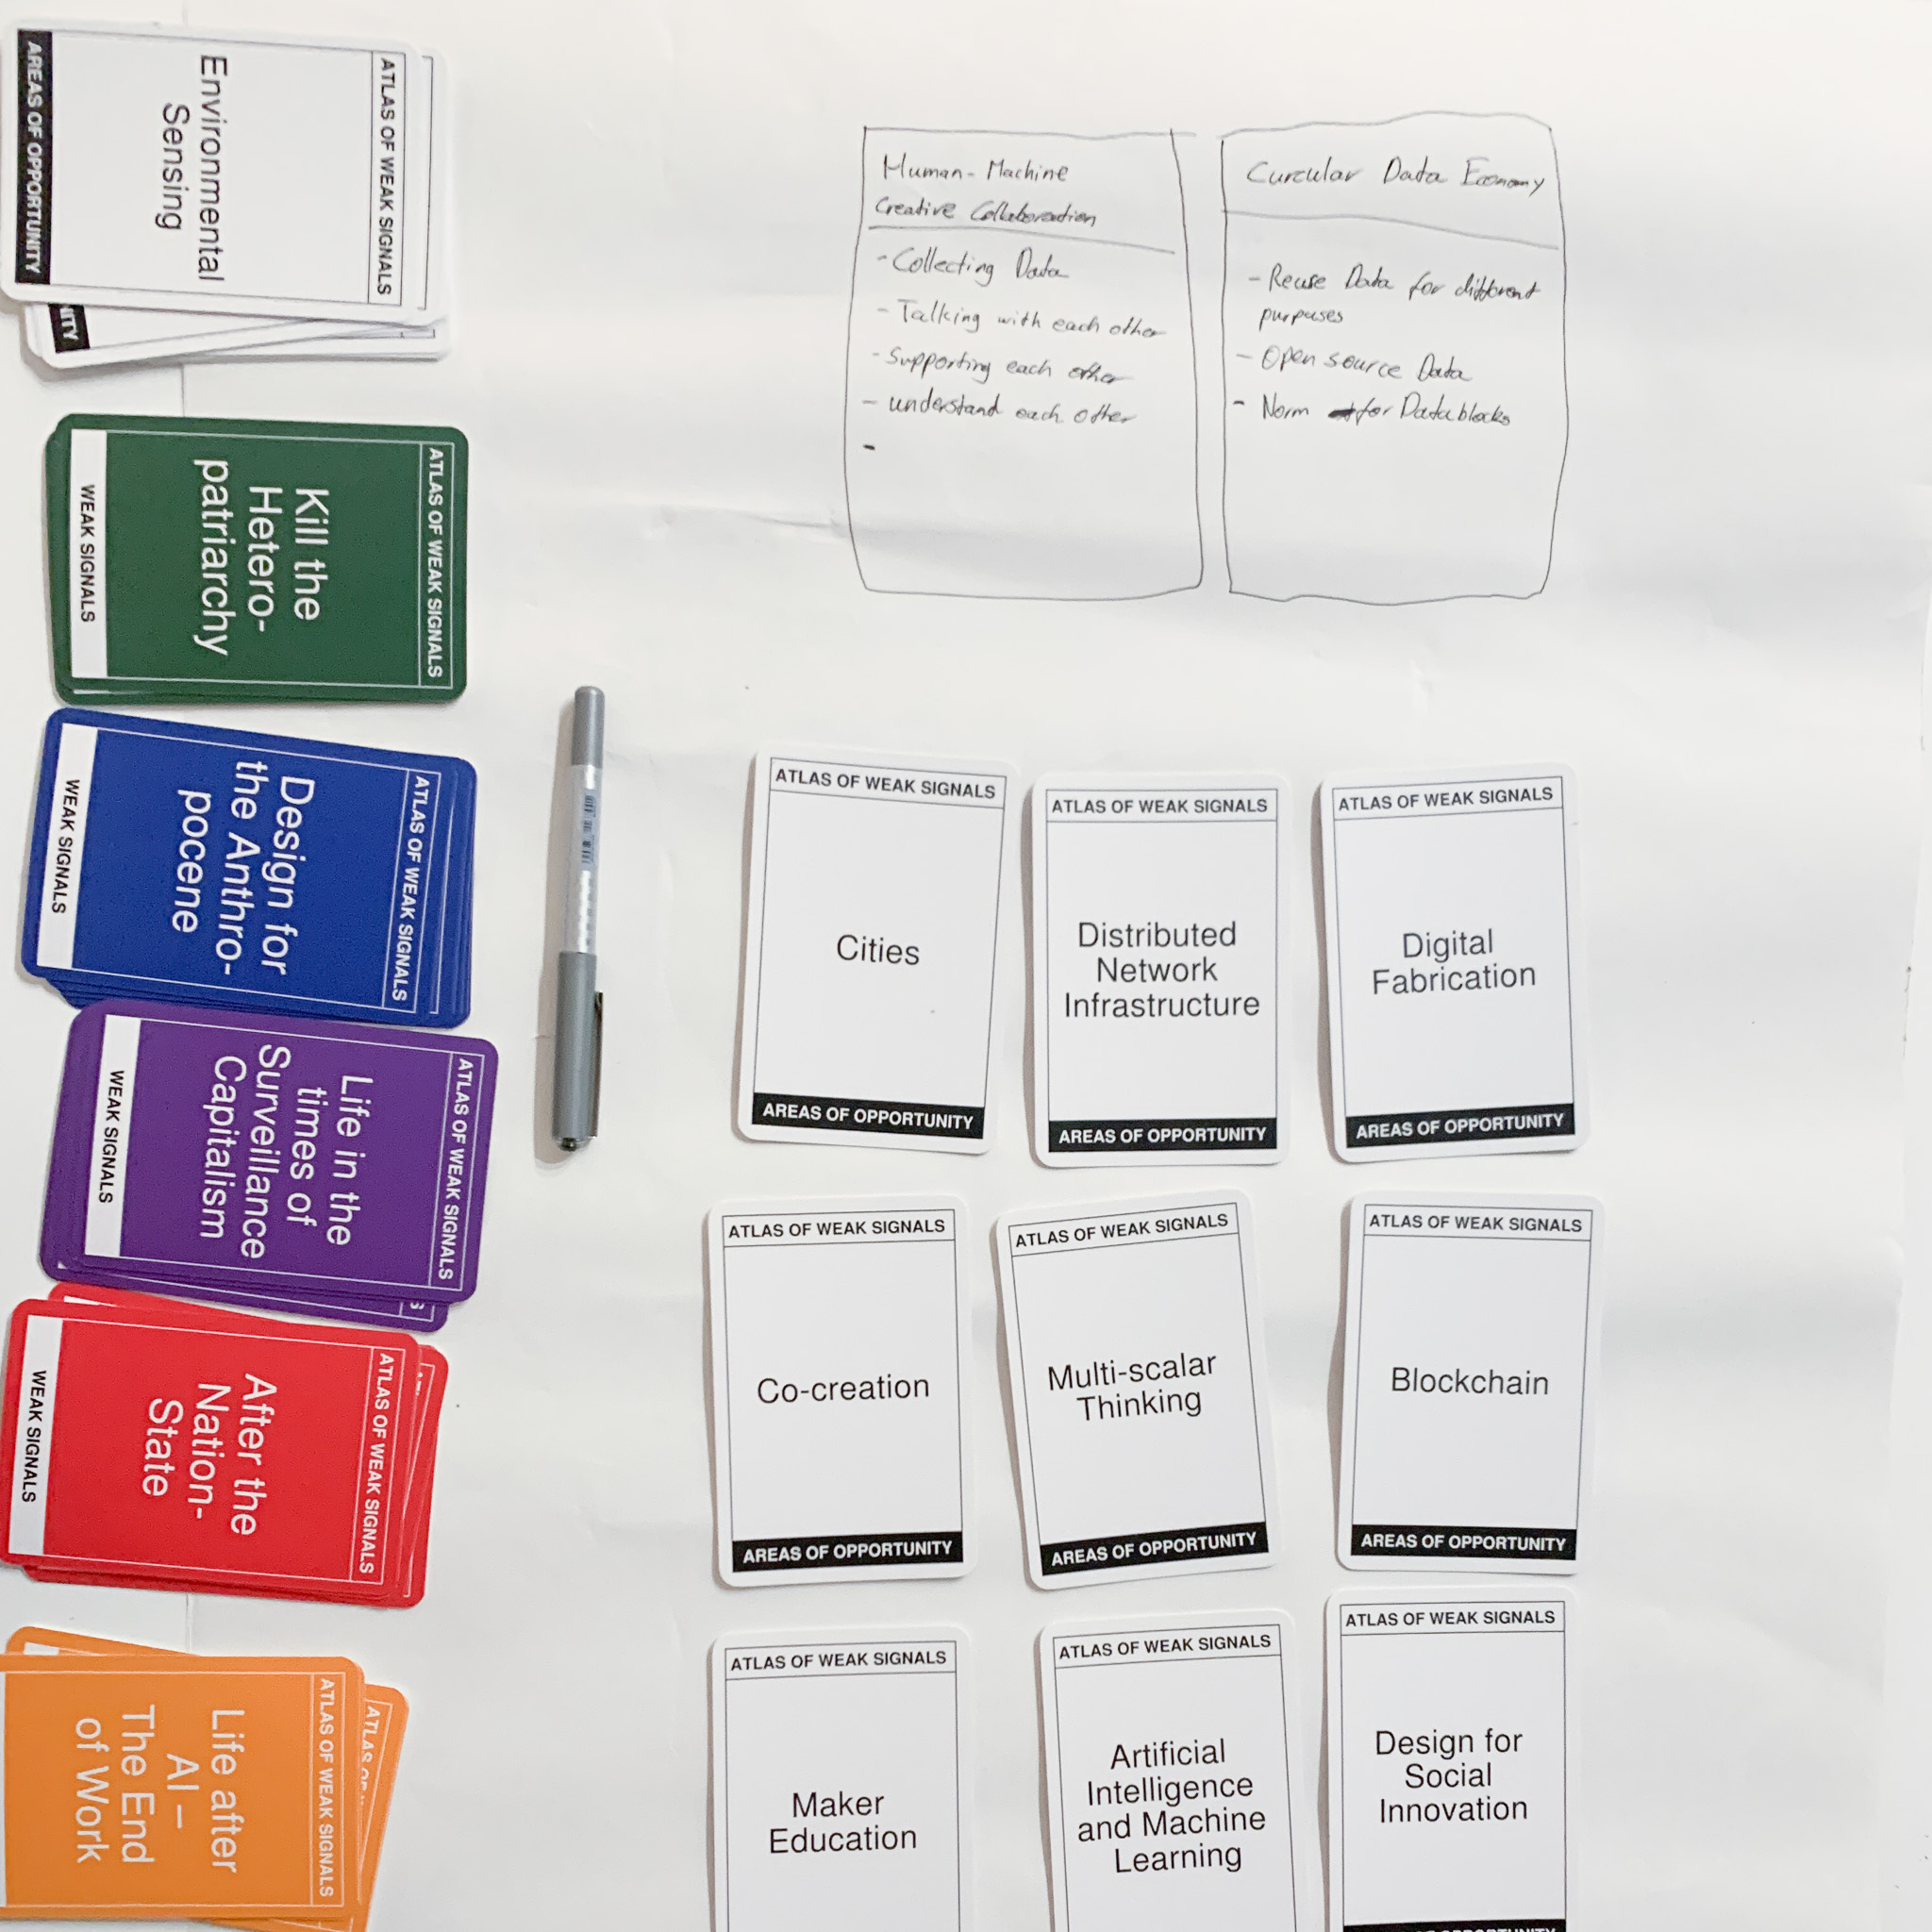 ATLAS OF WEAK SIGNALS
Environmental
Sensing
AREAS OF OPPORTUNITY
ITY
ATLAS OF WEAK SIGNALS
Kill the
Hetero-
patriarchy
WEAK SIGNALS
ATLAS OF WEAK SIGNALS
Design for
the Anthro-
pocene
WEAK SIGNALS
ATLAS OF WEAK SIGNALS
Life in the
times of
Surveillance
Capitalism
WEAK SIGNALS
S
ATLAS OF WEAK SIGNALS
After the
Nation-
State
WEAK SIGNALS
ATLAS OF WEAK SIGNALS
Life after
AI –
The End
of Work
ATLAS OF
Human-Machine
Creative Collaboration
- Collecting Data
- Talking with each other
- Supporting each other
- understand each other
-
Curcular Data Economy
- Reuse Data for different
purpuses
- Open source Data
- Norm for Datablocks
ATLAS OF WEAK SIGNALS
Cities
AREAS OF OPPORTUNITY
ATLAS OF WEAK SIGNALS
Distributed
Network
Infrastructure
AREAS OF OPPORTUNITY
ATLAS OF WEAK SIGNALS
Digital
Fabrication
AREAS OF OPPORTUNITY
ATLAS OF WEAK SIGNALS
Co-creation
AREAS OF OPPORTUNITY
ATLAS OF WEAK SIGNALS
Multi-scalar
Thinking
AREAS OF OPPORTUNITY
ATLAS OF WEAK SIGNALS
Blockchain
AREAS OF OPPORTUNITY
ATLAS OF WEAK SIGNALS
Maker
Education
ATLAS OF WEAK SIGNALS
Artificial
Intelligence
and Machine
Learning
ATLAS OF WEAK SIGNALS
Design for
Social
Innovation